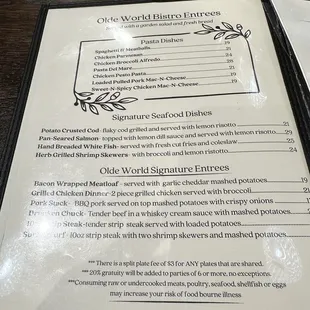 Olde World Bistro Entrees
served with a garden salad and fresh bread
Pasta Dishes
Spaghetti & Meatballs 19
Chicken Parmesan 21
Chicken Broccoli Alfredo
Pasta Del Mare
Chicken Pesto Pasta
Loaded Pulled Pork Mac-N-Cheese
Sweet-N-Spicy Chicken Mac-N-Cheese
Signature Seafood Dishes
Potato Crusted Cod - flaky cod grilled and served with lemon risotto 21
Pan-Seared Salmon - topped with lemon dill sauce and served with lemon risotto 29
Hand Breaded White Fish - served with fresh cut fries and coleslaw 25
Herb Grilled Shrimp Skewers - with lemon risotto 24
Olde World Signature Entrees
Bacon Wrapped Meatloaf - served with garlic cheddar mashed potatoes 19
Grilled Chicken Dinner - 2 piece grilled chicken served with broccoli
Pork Stack - BBQ pork served on top mashed potatoes with crispy onions
Chuck - Tender beef in a whiskey cream sauce with mashed potatoes
Steak - tender strip steak served with loaded potatoes
- 10oz strip steak with two shrimp skewers and mashed potatoes
*** There is a split plate fee of $3 for ANY plates that are shared.
*** 20% gratuity will be added to parties of 6 or more, no exceptions.
***Consuming raw or undercooked meats, poultry, seafood, shellfish or eggs
may increase your risk of food bourne illness